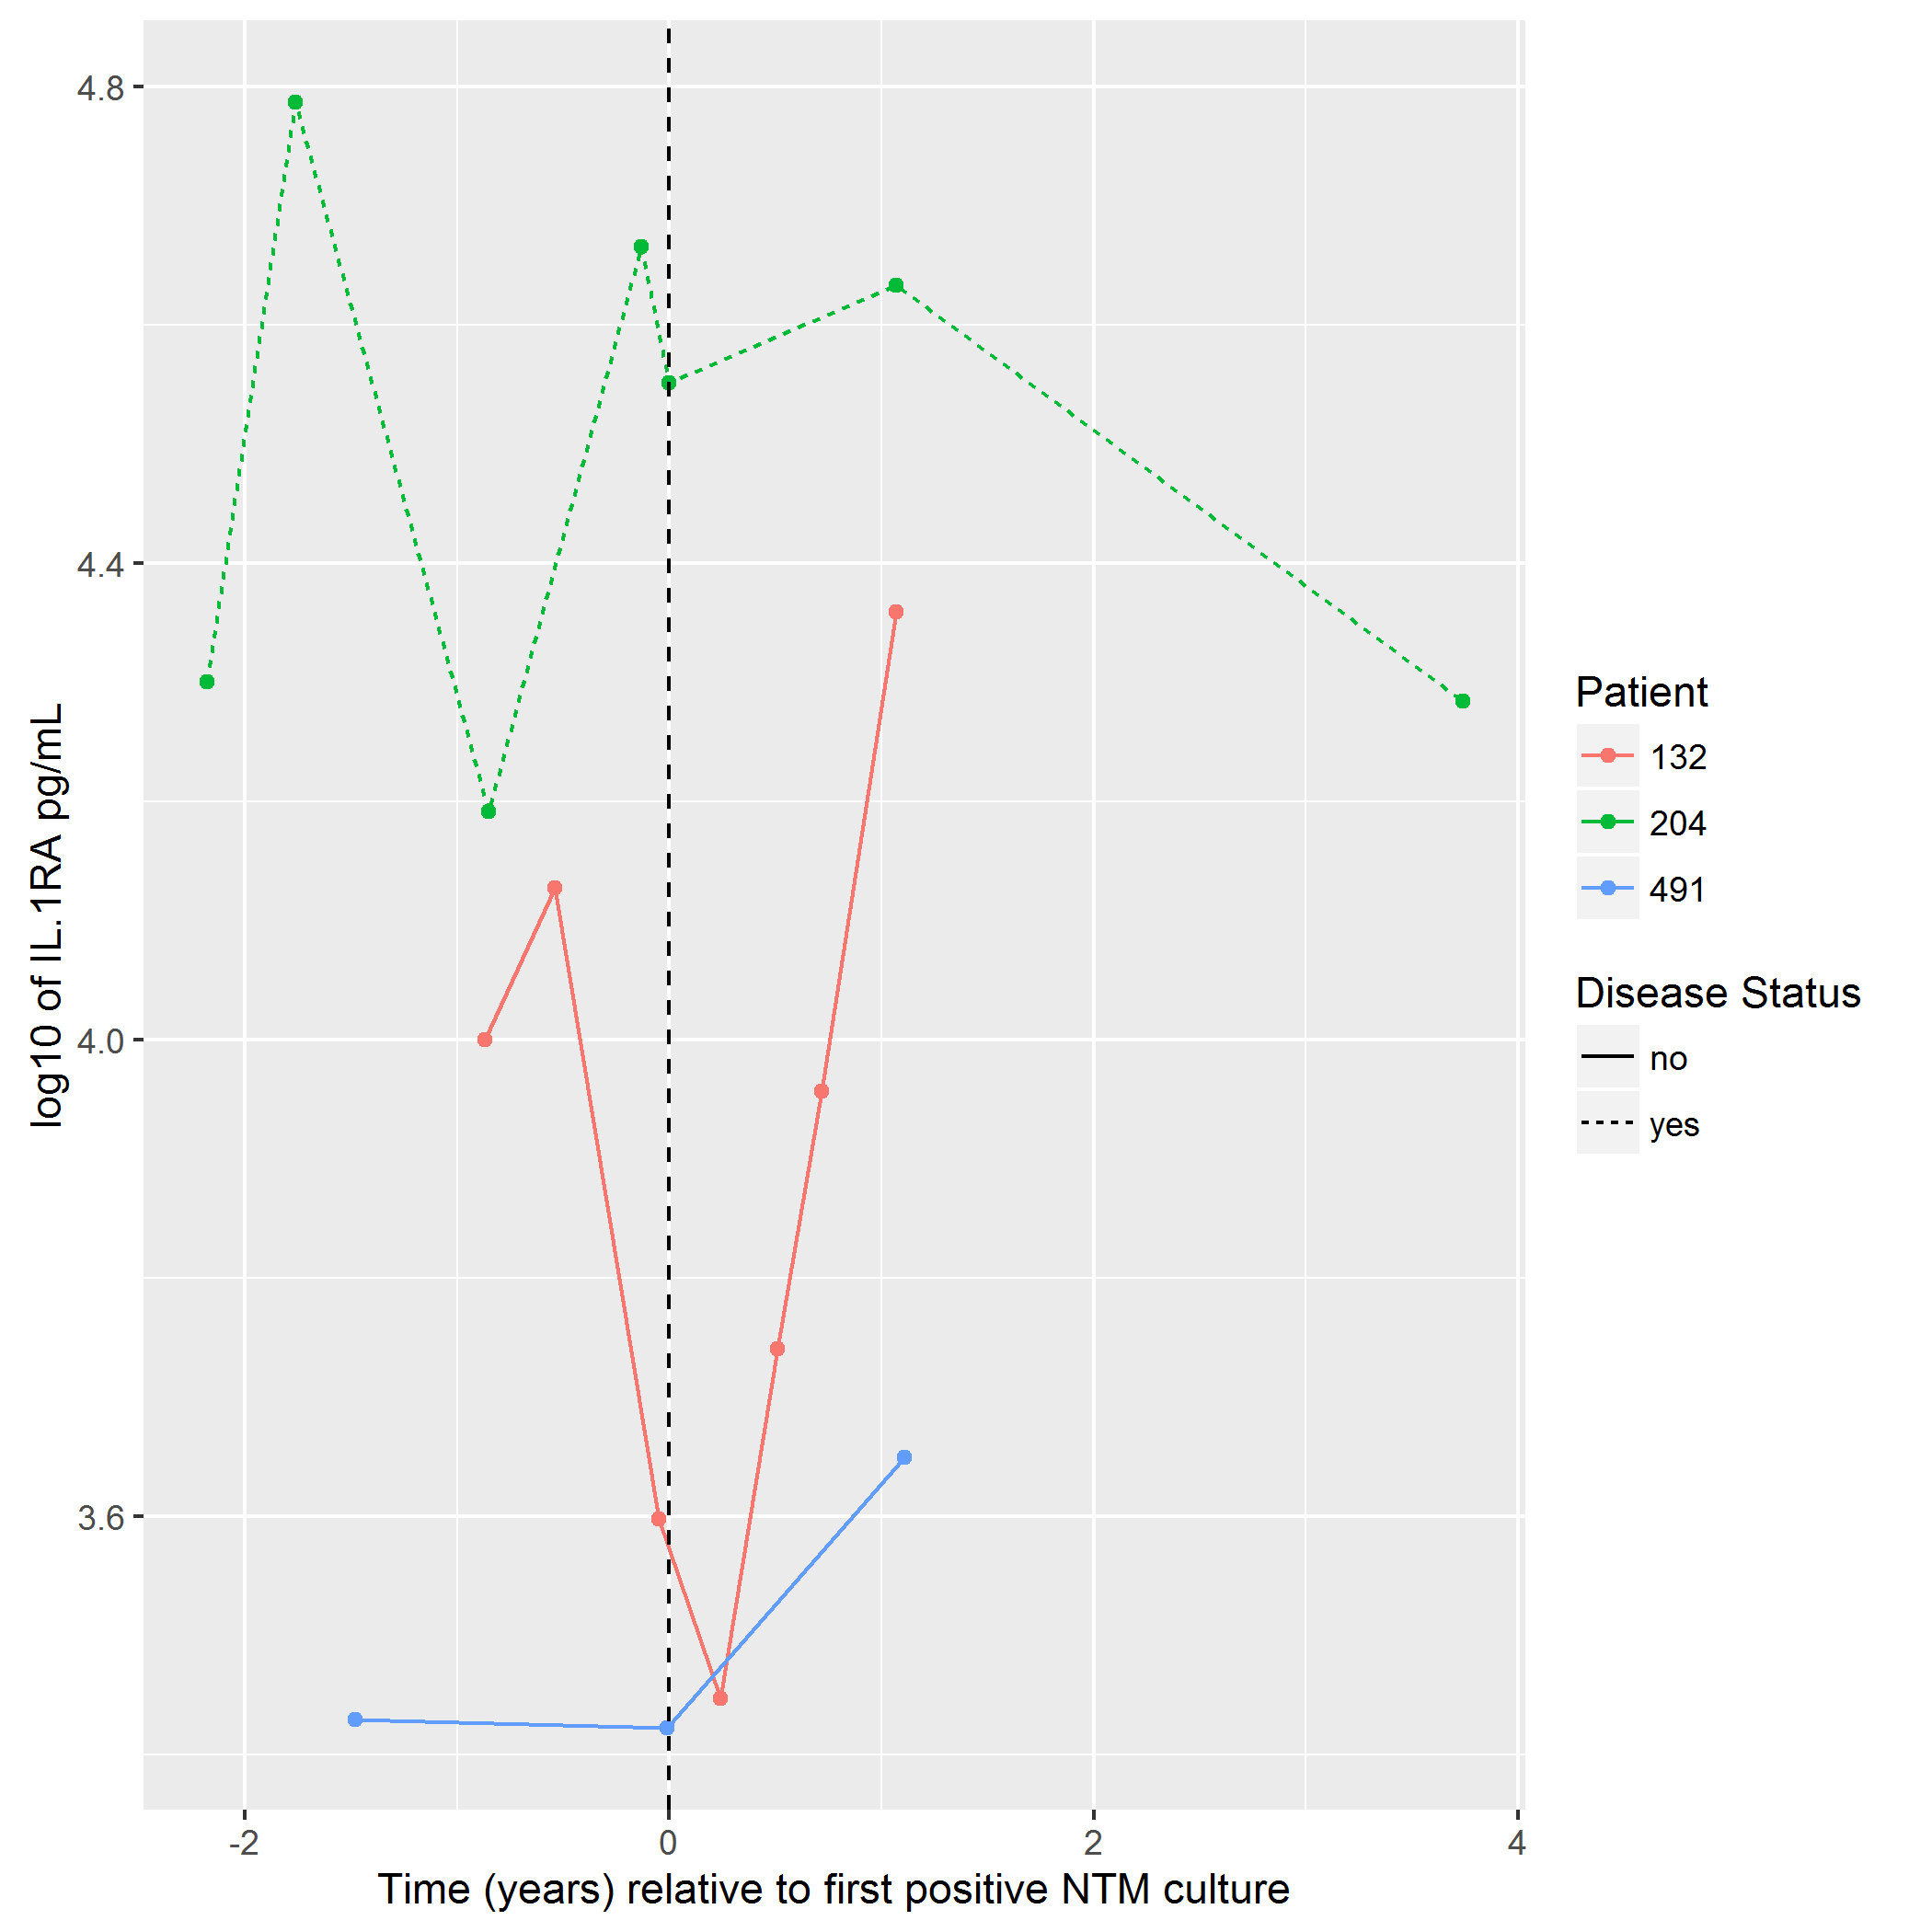 4.8
4.4
4.0
3.6
log10 of IL.1RA pg/mL
-2 0 2 4
Time (years) relative to first positive NTM culture
Patient
132
204
491
Disease Status
no
yes